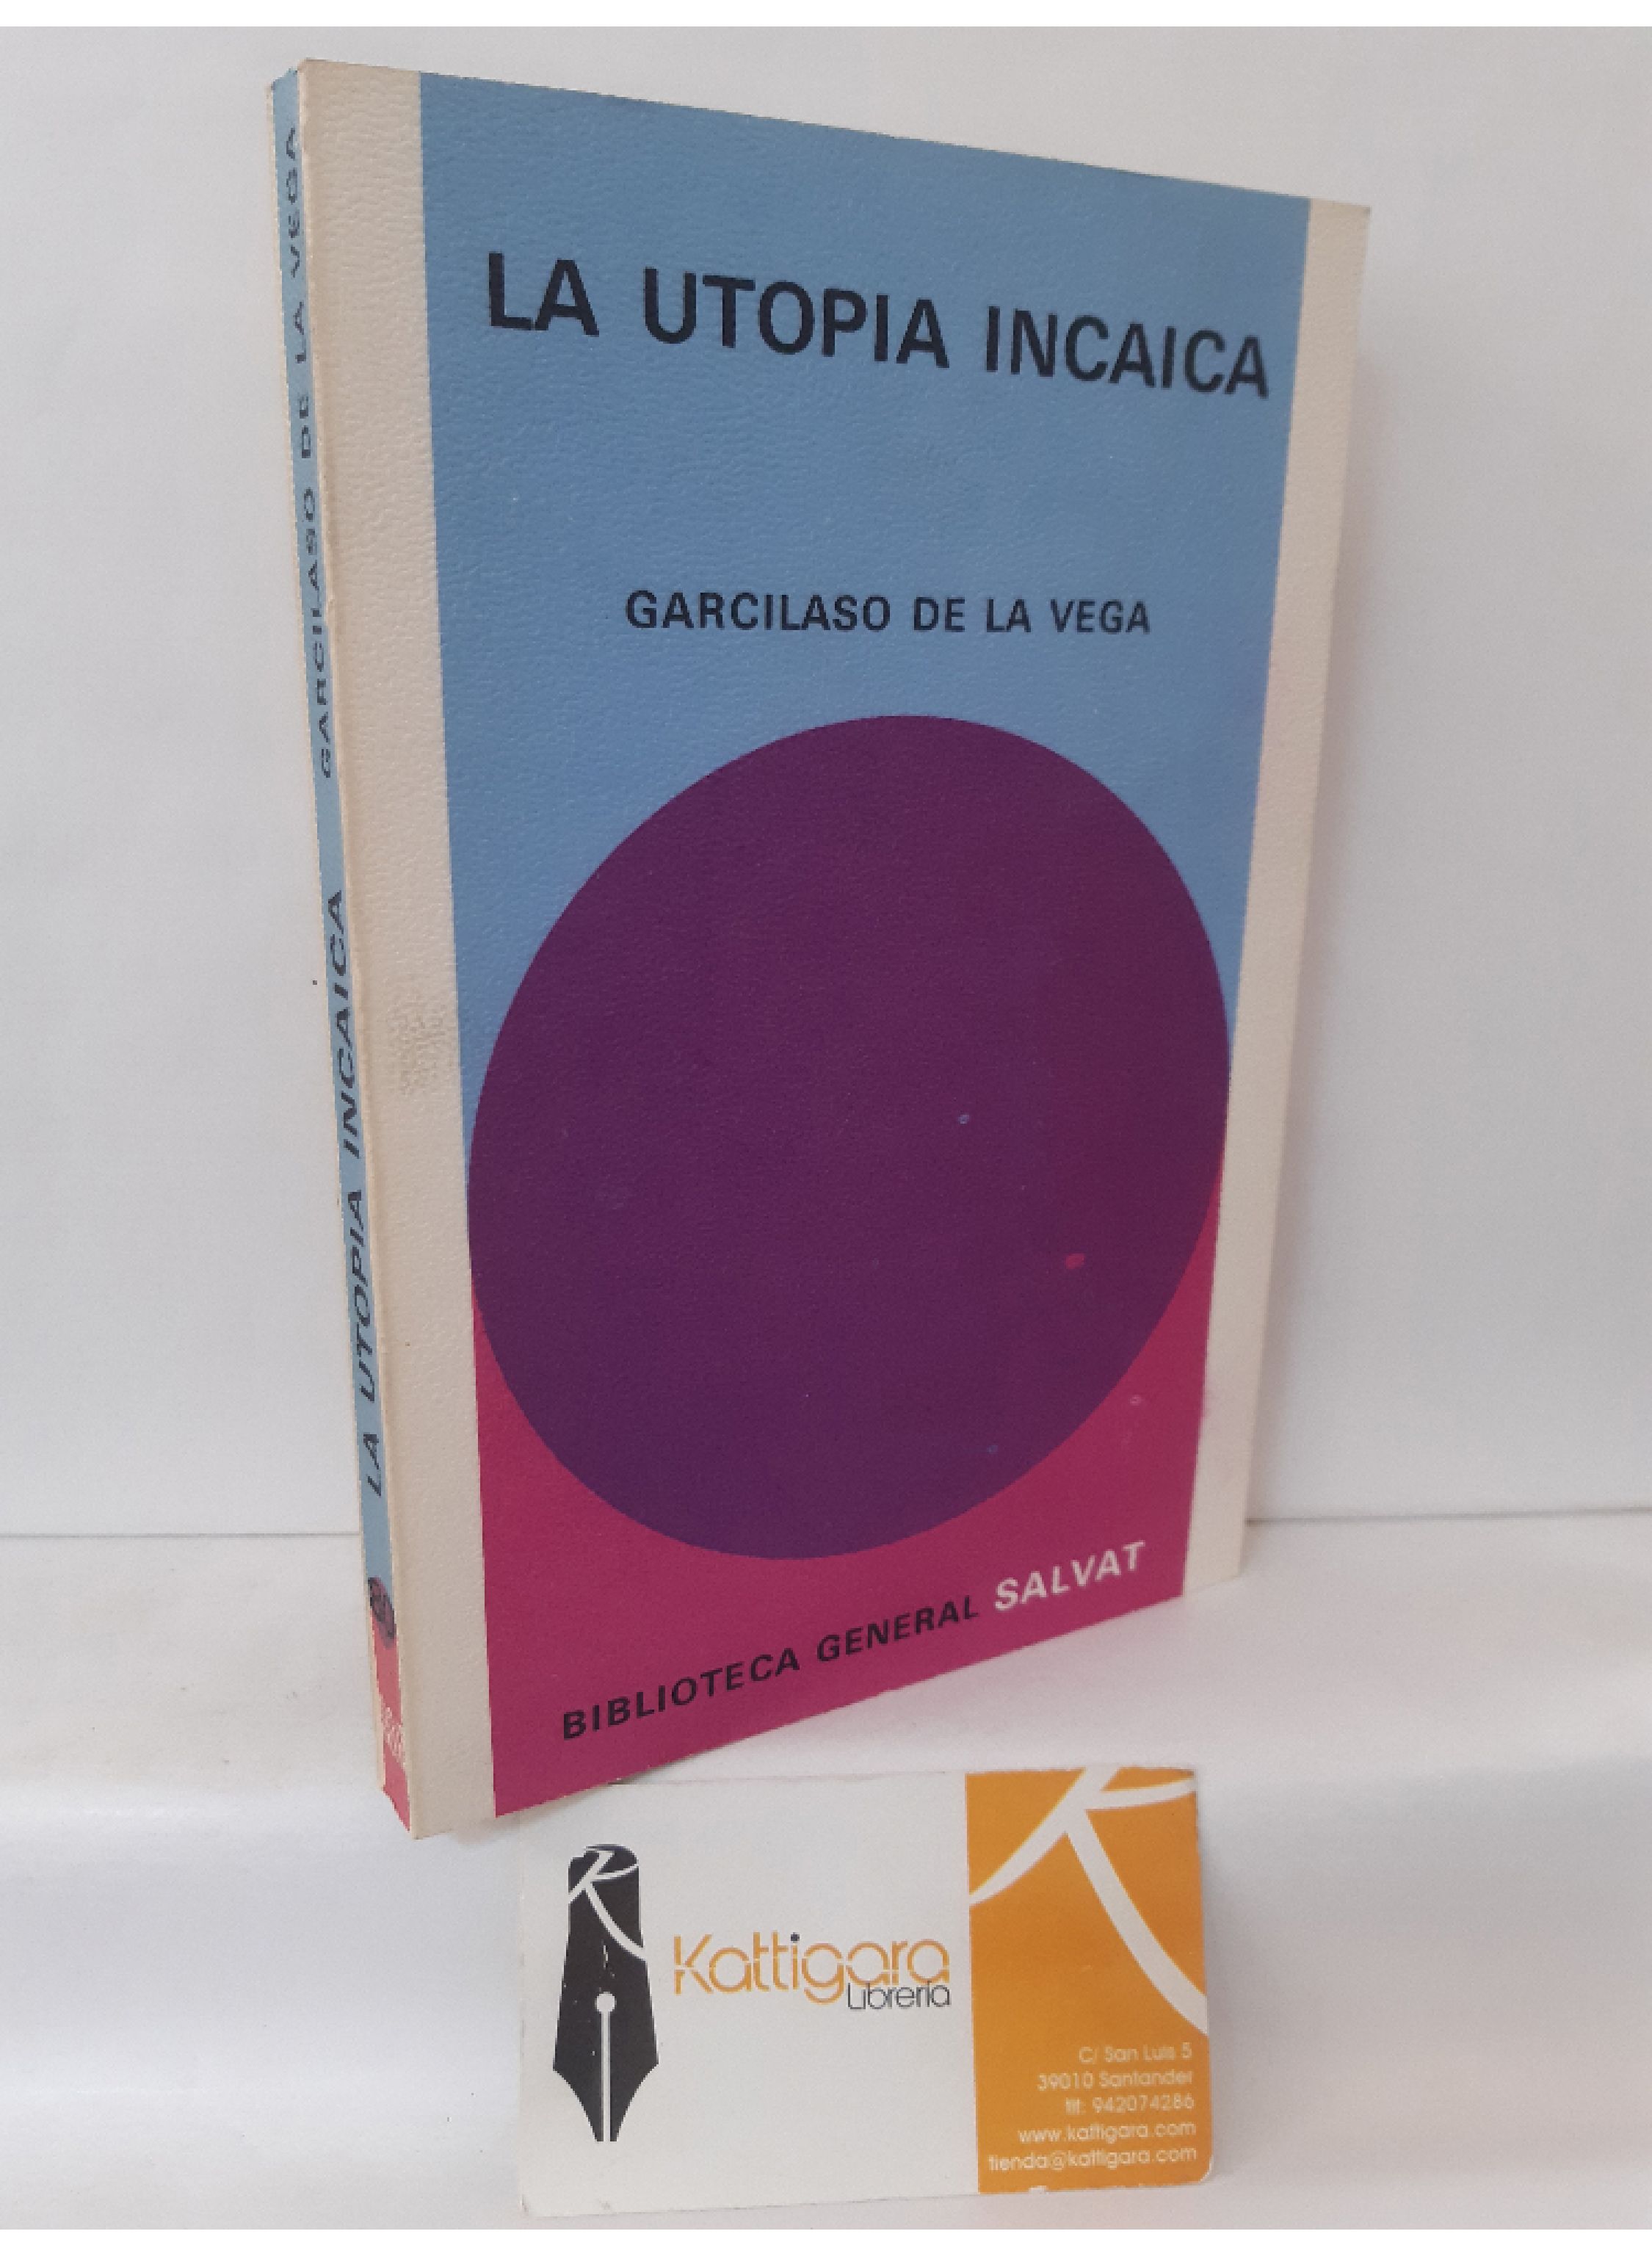 LA UTOPIA INCAICA
GARCILASO DE LA VEGA
BIBLIOTECA GENERAL SALVAT
LA UTOPIA INCAICA GARCILASO DE LA VEGA
Kattigara
Librería
C/ San Luis 5
39010 Santander
tlf: 942074286
www.kattigara.com
tienda@kattigara.com